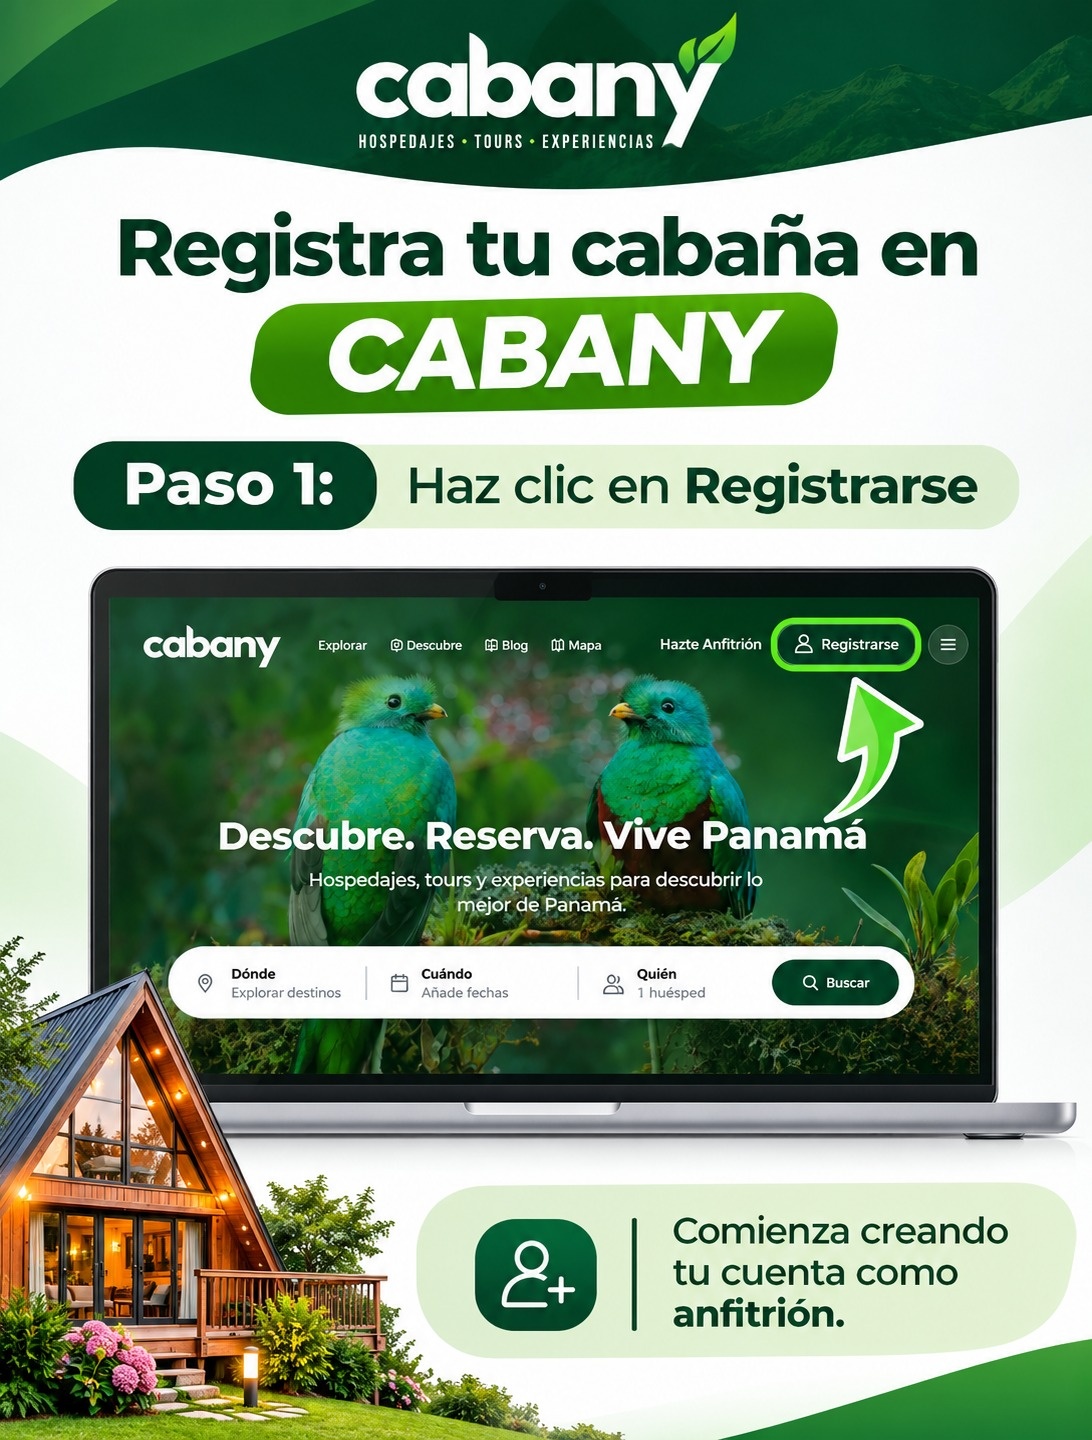 cabany
HOSPEDAJES • TOURS • EXPERIENCIAS
Registra tu cabaña en
CABANY
Paso 1: Haz clic en Registrarse
cabany Explorar Descubre Blog Mapa Hazte Anfitrión Registrarse
Descubre. Reserva. Vive Panamá
Hospedajes, tours y experiencias para descubrir lo
mejor de Panamá.
Dónde Cuándo Quién
Explorar destinos Añade fechas 1 huésped Buscar
Comienza creando
tu cuenta como
anfitrión.